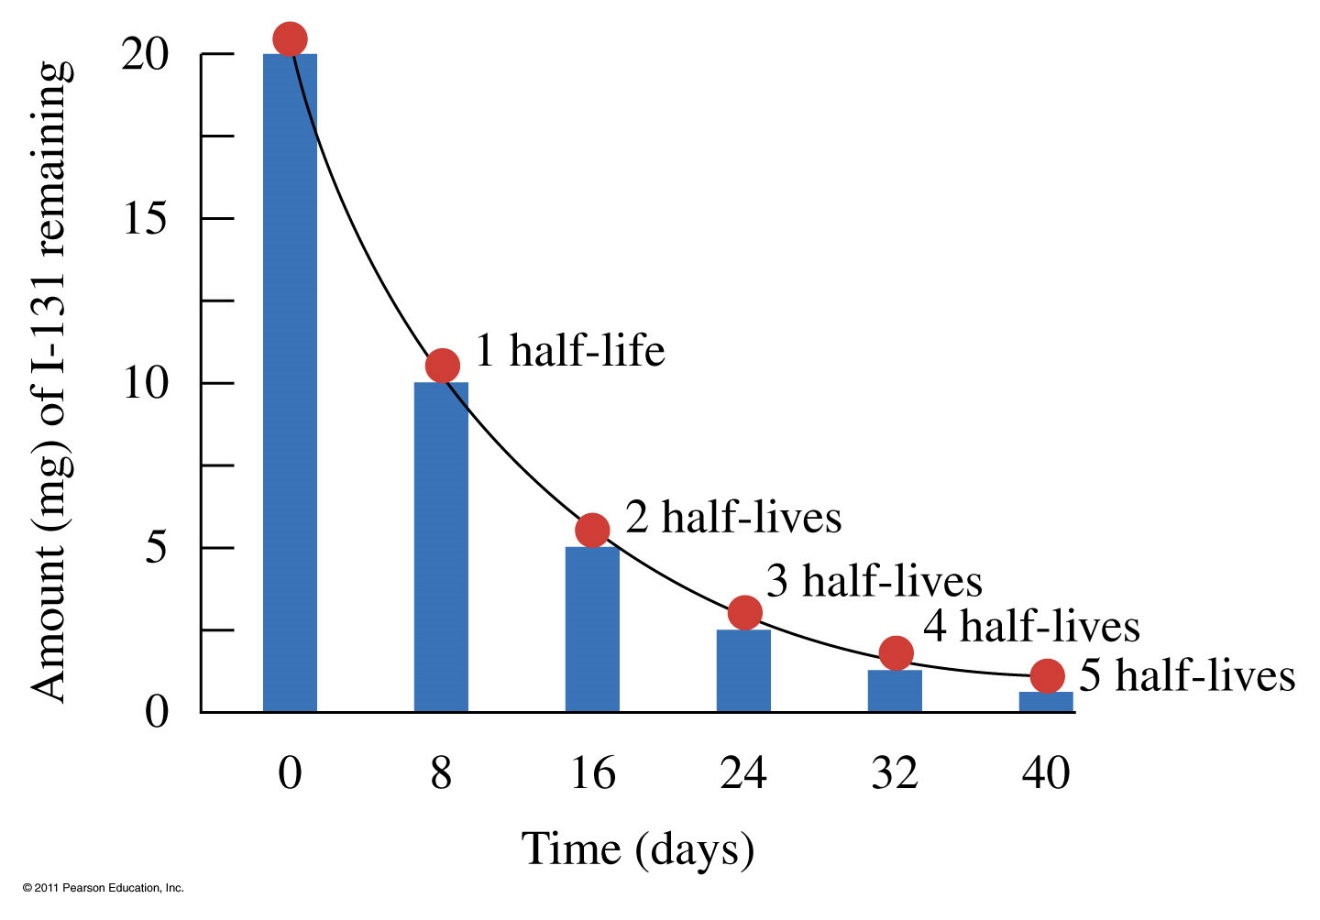 Amount (mg) of I-131 remaining
20
15
10
5
0
1 half-life
2 half-lives
3 half-lives
4 half-lives
5 half-lives
0 8 16 24 32 40
Time (days)
© 2011 Pearson Education, Inc.